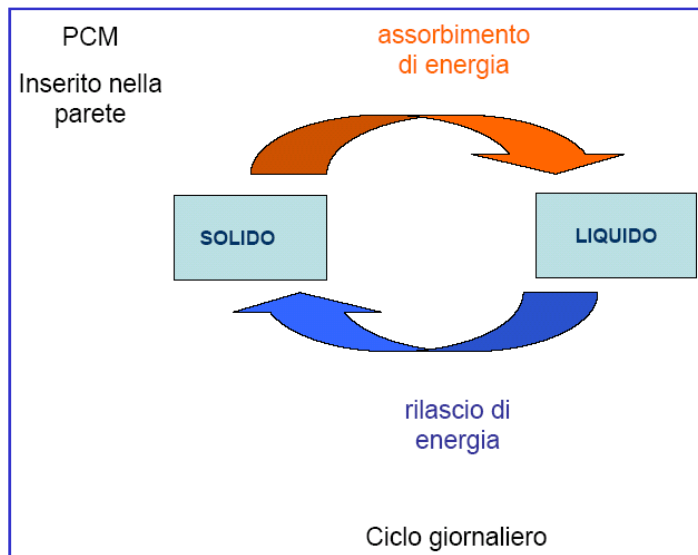 PCM
Inserito nella
parete
assorbimento
di energia
SOLIDO
LIQUIDO
rilascio di
energia
Ciclo giornaliero